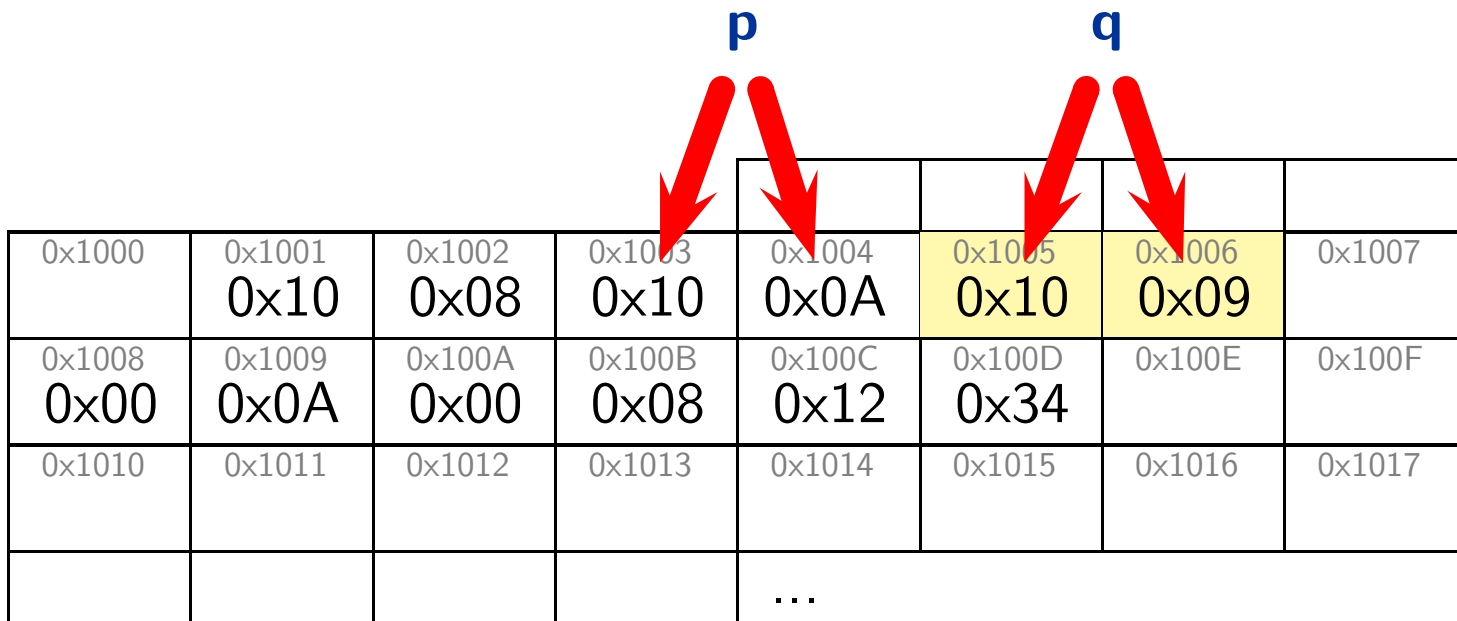 p q
0x1000 0x1001 0x1002 0x1003 0x1004 0x1005 0x1006 0x1007
0x10 0x08 0x10 0x0A 0x10 0x09
0x1008 0x1009 0x100A 0x100B 0x100C 0x100D 0x100E 0x100F
0x00 0x0A 0x00 0x08 0x12 0x34
0x1010 0x1011 0x1012 0x1013 0x1014 0x1015 0x1016 0x1017
...